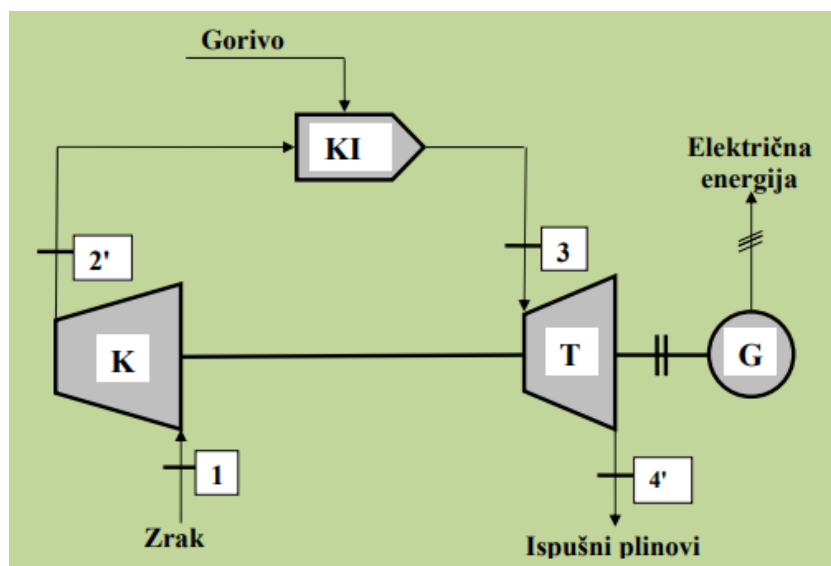 Gorivo
KI
Električna
energija
2'
3
K
T
G
1
4'
Zrak
Ispušni plinovi